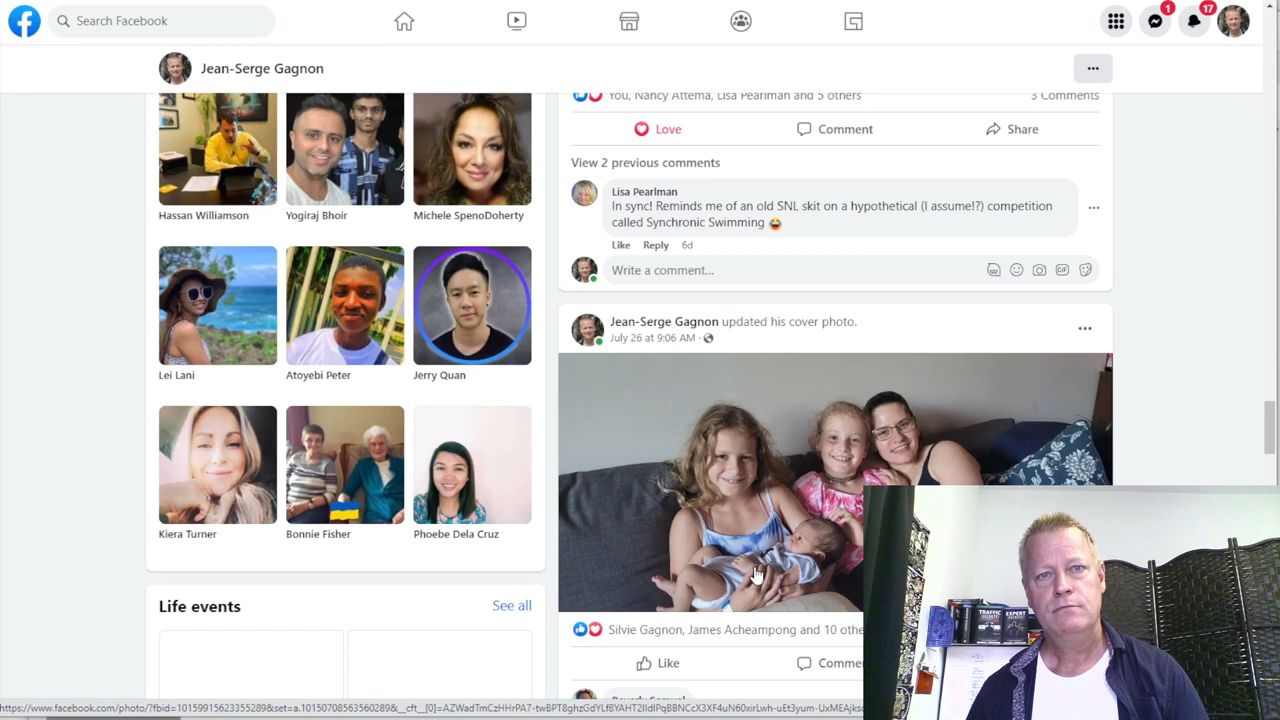 Search Facebook
1
17
Jean-Serge Gagnon
Hassan Williamson
Yogiraj Bhoir
Michele SpenoDoherty
Lei Lani
Atoyebi Peter
Jerry Quan
Kiera Turner
Bonnie Fisher
Phoebe Dela Cruz
Life events
See all
You, Nancy Attema, Lisa Pearlman and 5 others
3 Comments
Love
Comment
Share
View 2 previous comments
Lisa Pearlman
In sync! Reminds me of an old SNL skit on a hypothetical (I assume!?) competition
called Synchronic Swimming 😂
Like Reply 6d
Write a comment...
GIF
Jean-Serge Gagnon updated his cover photo.
July 26 at 9:06 AM ·
Silvie Gagnon, James Acheampong and 10 othe
Like
Comme
TRAFFIC
SECRETS
EXPERT
SECRETS